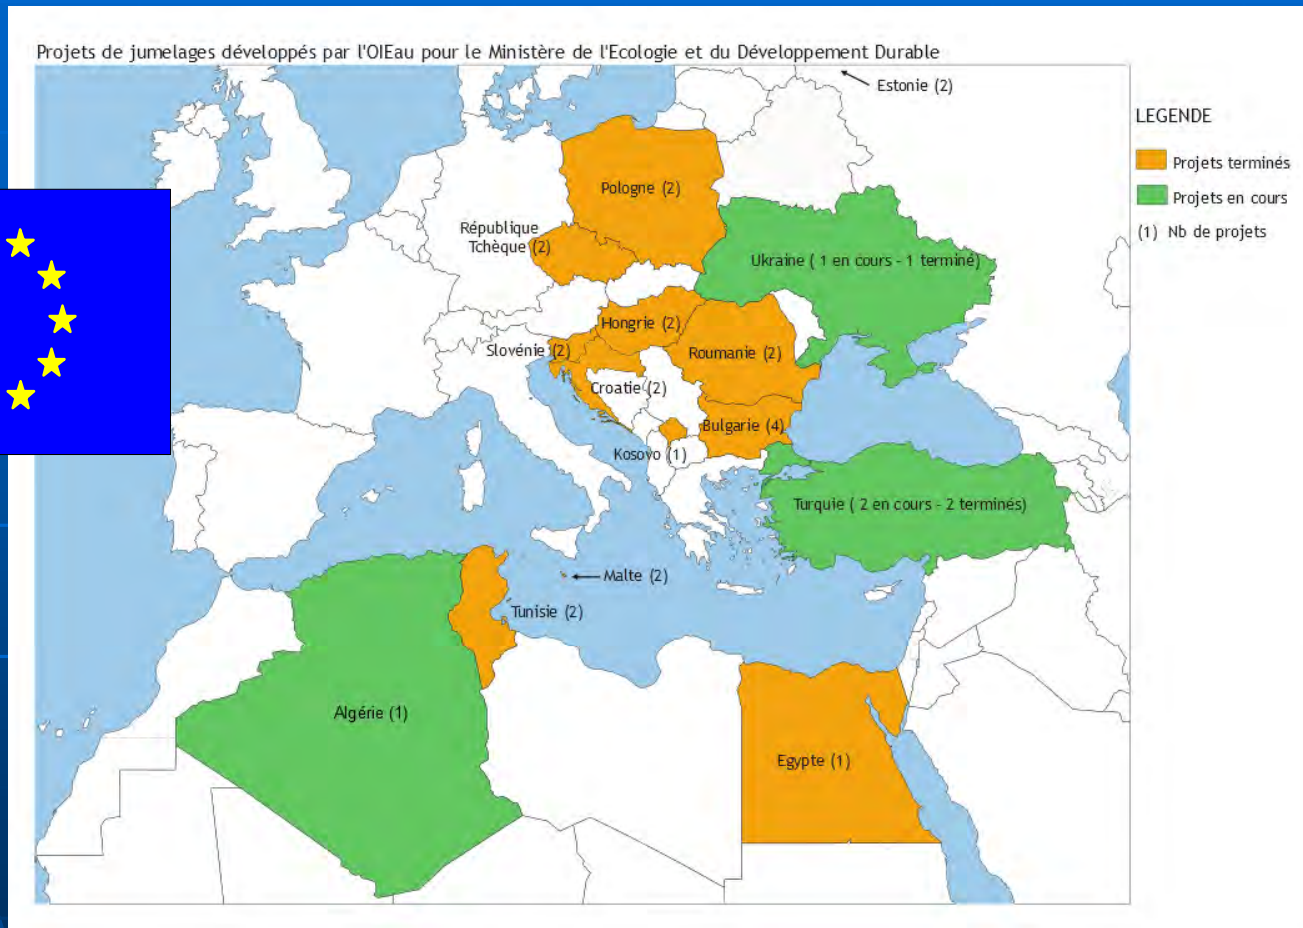 Projets de jumelages développés par l'OIEau pour le Ministère de l'Ecologie et du Développement Durable
Estonie (2)
LEGENDE
Projets terminés
Projets en cours
(1) Nb de projets
Pologne (2)
République
Tchèque (2)
Ukraine ( 1 en cours - 1 terminé)
Hongrie (2)
Slovénie (2)
Roumanie (2)
Croatie (2)
Bulgarie (4)
Kosovo (1)
Turquie ( 2 en cours - 2 terminés)
Malte (2)
Tunisie (2)
Algérie (1)
Egypte (1)